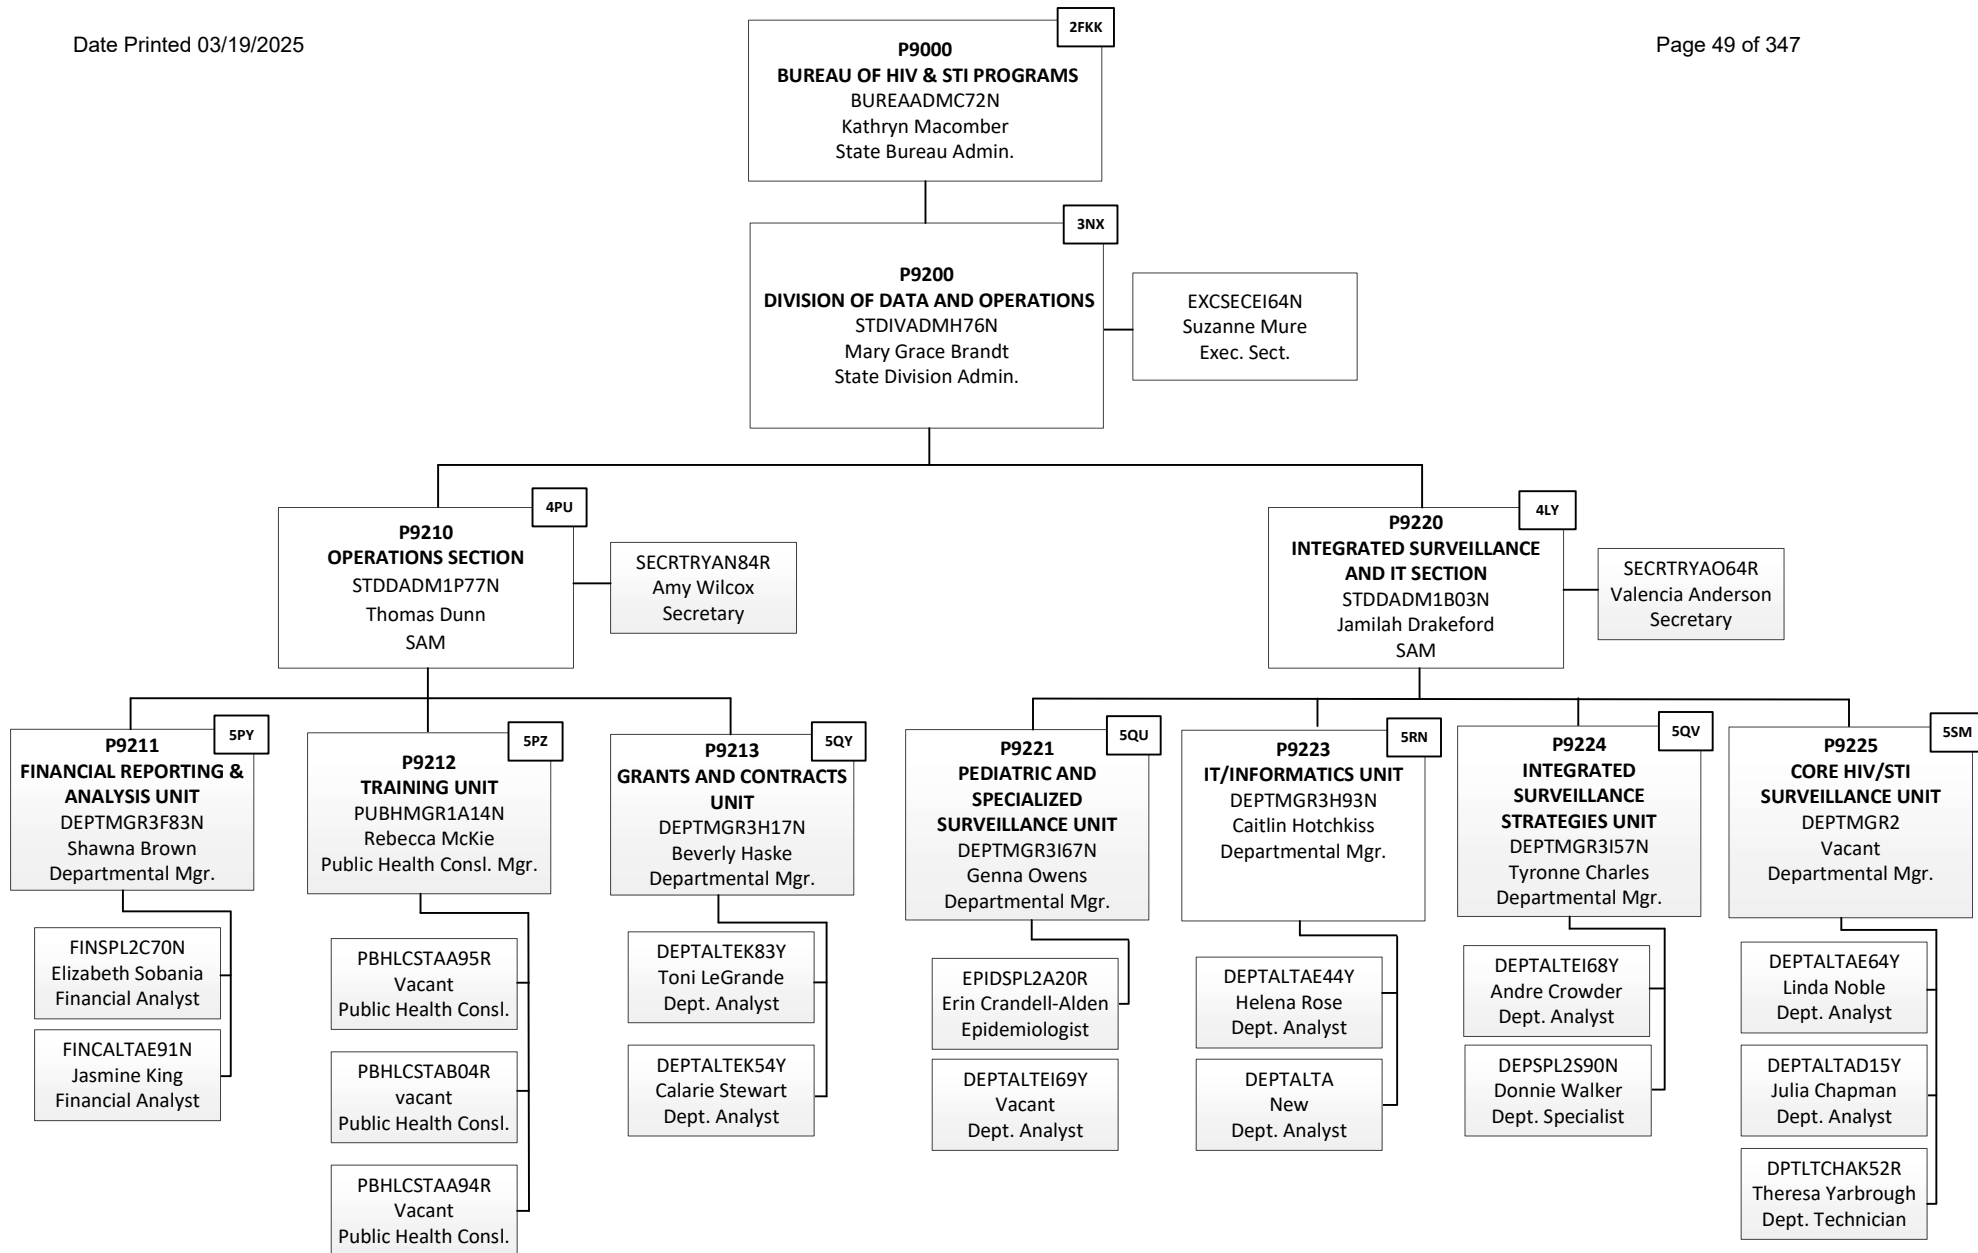 Date Printed 03/19/2025
Page 49 of 347
2FKK
P9000
BUREAU OF HIV & STI PROGRAMS
BUREAADMC72N
Kathryn Macomber
State Bureau Admin.
3NX
P9200
DIVISION OF DATA AND OPERATIONS
STDIVADMH76N
Mary Grace Brandt
State Division Admin.
EXCSECEI64N
Suzanne Mure
Exec. Sect.
4PU
P9210
OPERATIONS SECTION
STDDADM1P77N
Thomas Dunn
SAM
SECRTRYAN84R
Amy Wilcox
Secretary
4LY
P9220
INTEGRATED SURVEILLANCE
AND IT SECTION
STDDADM1B03N
Jamilah Drakeford
SAM
SECRTRYAO64R
Valencia Anderson
Secretary
5PY
P9211
FINANCIAL REPORTING &
ANALYSIS UNIT
DEPTMGR3F83N
Shawna Brown
Departmental Mgr.
5PZ
P9212
TRAINING UNIT
PUBHMGR1A14N
Rebecca McKie
Public Health Consl. Mgr.
5QY
P9213
GRANTS AND CONTRACTS
UNIT
DEPTMGR3H17N
Beverly Haske
Departmental Mgr.
5QU
P9221
PEDIATRIC AND
SPECIALIZED
SURVEILLANCE UNIT
DEPTMGR3I67N
Genna Owens
Departmental Mgr.
5RN
P9223
IT/INFORMATICS UNIT
DEPTMGR3H93N
Caitlin Hotchkiss
Departmental Mgr.
5QV
P9224
INTEGRATED
SURVEILLANCE
STRATEGIES UNIT
DEPTMGR3I57N
Tyronne Charles
Departmental Mgr.
5SM
P9225
CORE HIV/STI
SURVEILLANCE UNIT
DEPTMGR2
Vacant
Departmental Mgr.
FINSPL2C70N
Elizabeth Sobania
Financial Analyst
FINCALTAE91N
Jasmine King
Financial Analyst
PBHLCSTAA95R
Vacant
Public Health Consl.
PBHLCSTAB04R
vacant
Public Health Consl.
PBHLCSTAA94R
Vacant
Public Health Consl.
DEPTALTEK83Y
Toni LeGrande
Dept. Analyst
DEPTALTEK54Y
Calarie Stewart
Dept. Analyst
EPIDSPL2A20R
Erin Crandell-Alden
Epidemiologist
DEPTALTEI69Y
Vacant
Dept. Analyst
DEPTALTAE44Y
Helena Rose
Dept. Analyst
DEPTALTA
New
Dept. Analyst
DEPTALTEI68Y
Andre Crowder
Dept. Analyst
DEPSPL2S90N
Donnie Walker
Dept. Specialist
DEPTALTAE64Y
Linda Noble
Dept. Analyst
DEPTALTAD15Y
Julia Chapman
Dept. Analyst
DPTLTCHAK52R
Theresa Yarbrough
Dept. Technician